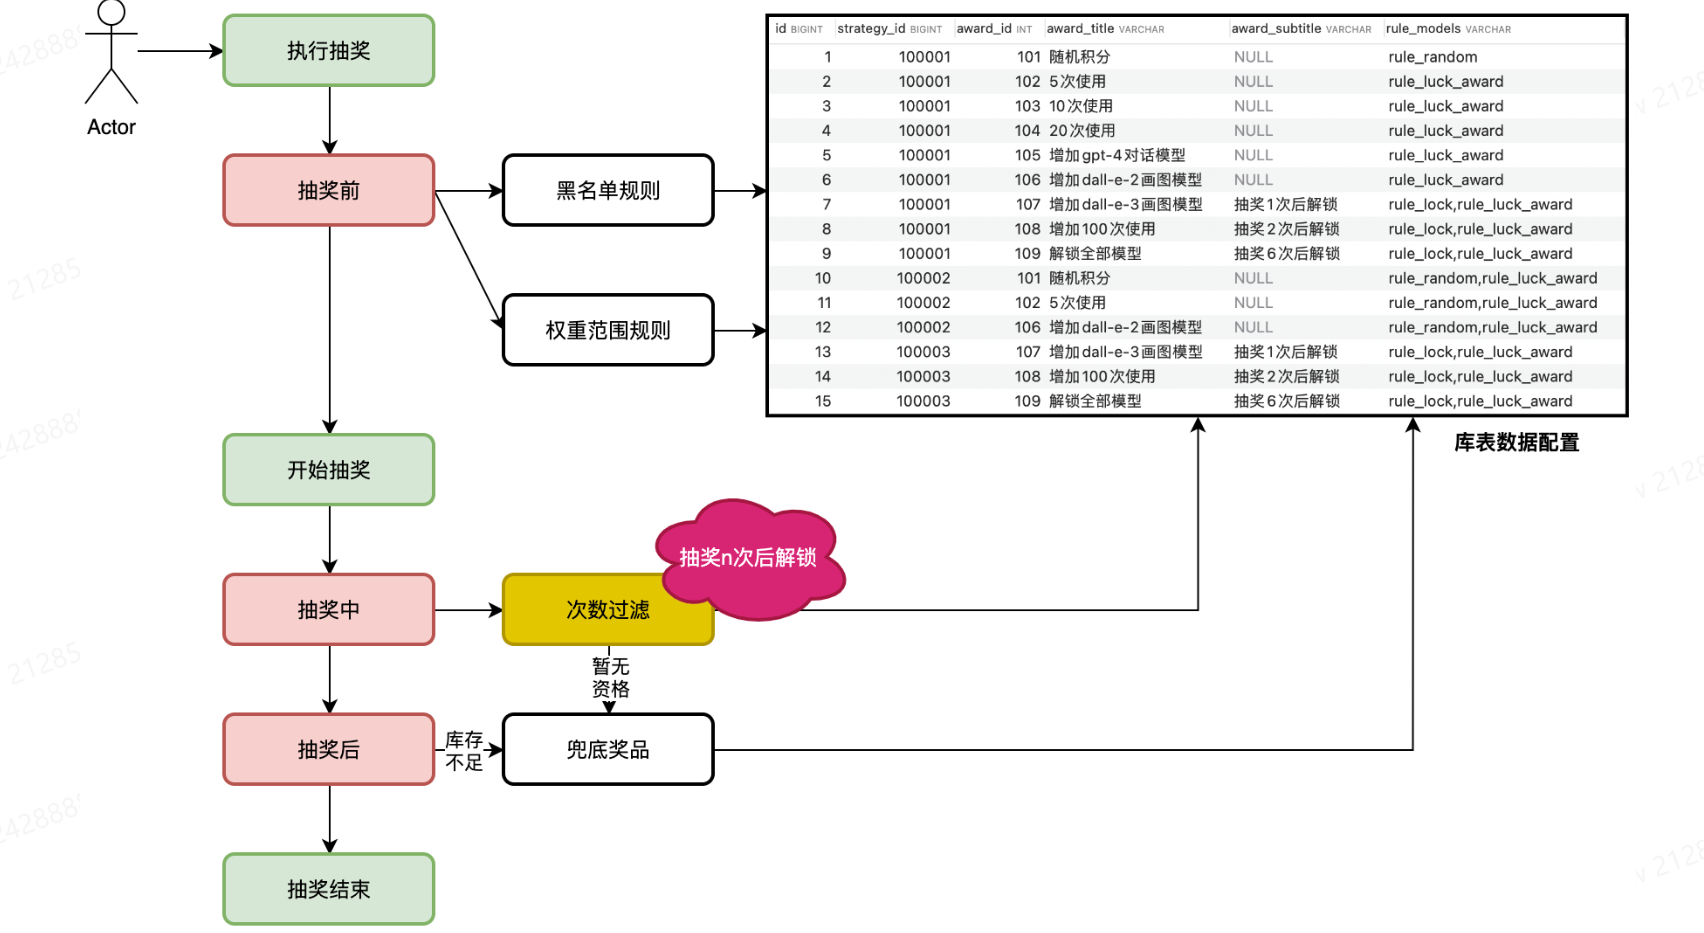 Actor
执行抽奖
抽奖前
黑名单规则
权重范围规则
开始抽奖
抽奖中
次数过滤
抽奖n次后解锁
暂无
资格
抽奖后
库存
不足
兜底奖品
抽奖结束
id BIGINT strategy_id BIGINT award_id INT award_title VARCHAR award_subtitle VARCHAR rule_models VARCHAR
1 100001 101 随机积分 NULL rule_random
2 100001 102 5次使用 NULL rule_luck_award
3 100001 103 10次使用 NULL rule_luck_award
4 100001 104 20次使用 NULL rule_luck_award
5 100001 105 增加gpt-4对话模型 NULL rule_luck_award
6 100001 106 增加dall-e-2画图模型 NULL rule_luck_award
7 100001 107 增加dall-e-3画图模型 抽奖1次后解锁 rule_lock,rule_luck_award
8 100001 108 增加100次使用 抽奖2次后解锁 rule_lock,rule_luck_award
9 100001 109 解锁全部模型 抽奖6次后解锁 rule_lock,rule_luck_award
10 100002 101 随机积分 NULL rule_random,rule_luck_award
11 100002 102 5次使用 NULL rule_random,rule_luck_award
12 100002 106 增加dall-e-2画图模型 NULL rule_random,rule_luck_award
13 100003 107 增加dall-e-3画图模型 抽奖1次后解锁 rule_lock,rule_luck_award
14 100003 108 增加100次使用 抽奖2次后解锁 rule_lock,rule_luck_award
15 100003 109 解锁全部模型 抽奖6次后解锁 rule_lock,rule_luck_award
库表数据配置